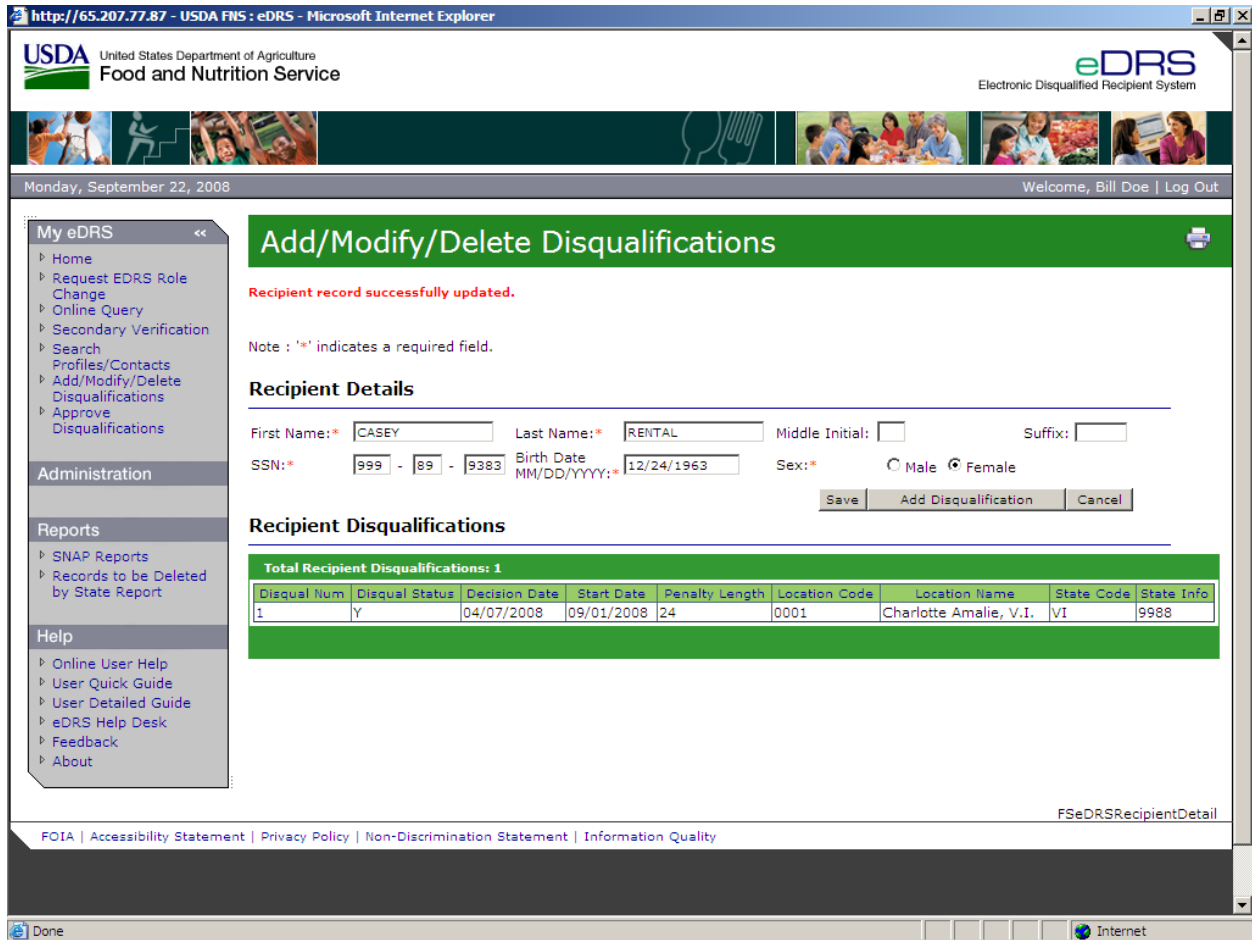 http://65.207.77.87 - USDA FNS : eDRS - Microsoft Internet Explorer
USDA United States Department of Agriculture
Food and Nutrition Service
eDRS
Electronic Disqualified Recipient System
Monday, September 22, 2008
Welcome, Bill Doe | Log Out
My eDRS <<
Home
Request EDRS Role
Change
Online Query
Secondary Verification
Search
Profiles/Contacts
Add/Modify/Delete
Disqualifications
Approve
Disqualifications
Administration
Reports
SNAP Reports
Records to be Deleted
by State Report
Help
Online User Help
User Quick Guide
User Detailed Guide
eDRS Help Desk
Feedback
About
Add/Modify/Delete Disqualifications
Recipient record successfully updated.
Note : '*' indicates a required field.
Recipient Details
First Name:* CASEY Last Name:* RENTAL Middle Initial: Suffix:
SSN:* 999 - 89 - 9383 Birth Date MM/DD/YYYY:* 12/24/1963 Sex:* Male Female
Save Add Disqualification Cancel
Recipient Disqualifications
Total Recipient Disqualifications: 1
Disqual Num Disqual Status Decision Date Start Date Penalty Length Location Code Location Name State Code State Info
1 Y 04/07/2008 09/01/2008 24 0001 Charlotte Amalie, V.I. VI 9988
FSeDRSRecipientDetail
FOIA | Accessibility Statement | Privacy Policy | Non-Discrimination Statement | Information Quality
Done Internet